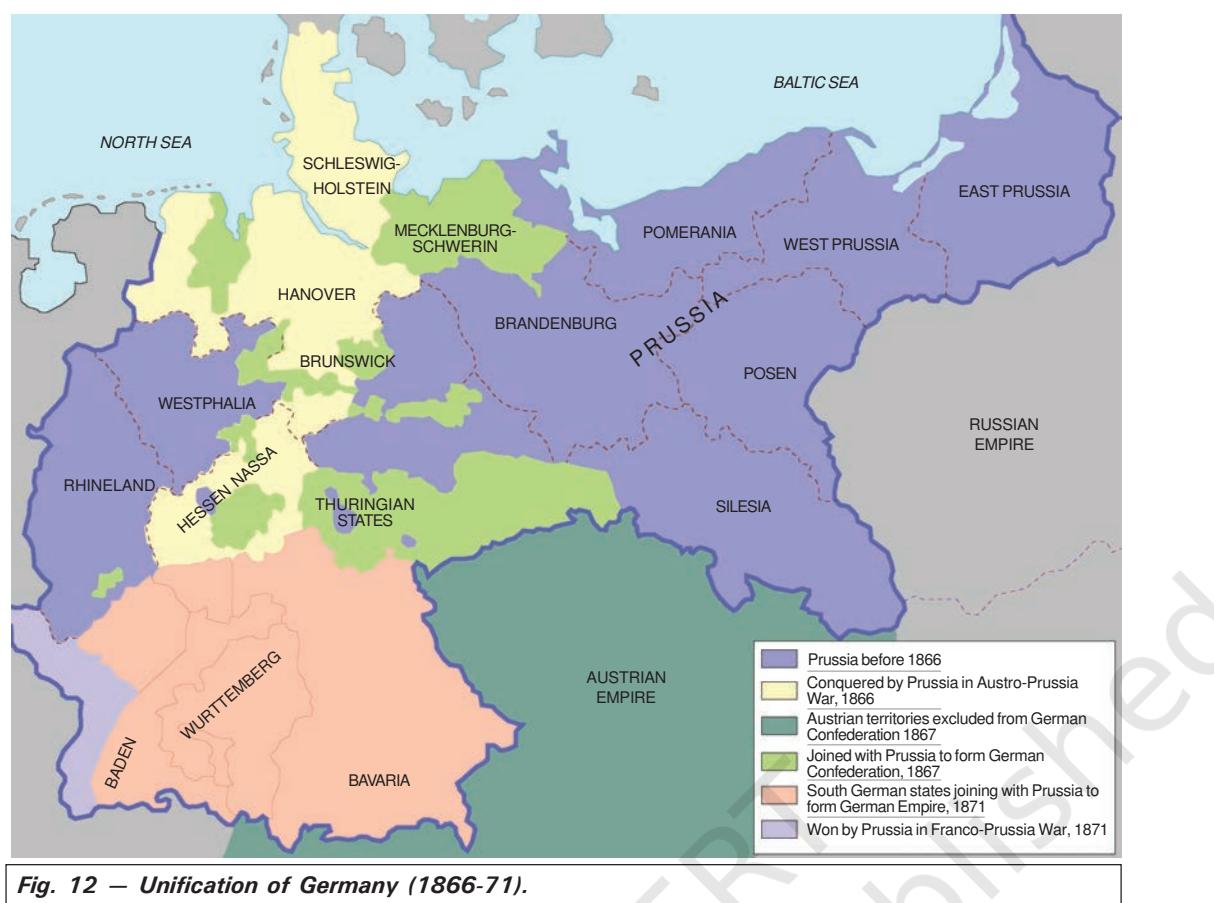 NORTH SEA
BALTIC SEA
SCHLESWIG-
HOLSTEIN
MECKLENBURG-
SCHWERIN
EAST PRUSSIA
POMERANIA
WEST PRUSSIA
HANOVER
BRANDENBURG
PRUSSIA
BRUNSWICK
POSEN
WESTPHALIA
RUSSIAN
EMPIRE
RHINELAND
HESSEN NASSA
THURINGIAN
STATES
SILESIA
AUSTRIAN
EMPIRE
WURTTEMBERG
BADEN
BAVARIA
Prussia before 1866
Conquered by Prussia in Austro-Prussia
War, 1866
Austrian territories excluded from German
Confederation 1867
Joined with Prussia to form German
Confederation, 1867
South German states joining with Prussia to
form German Empire, 1871
Won by Prussia in Franco-Prussia War, 1871
Fig. 12 — Unification of Germany (1866-71).